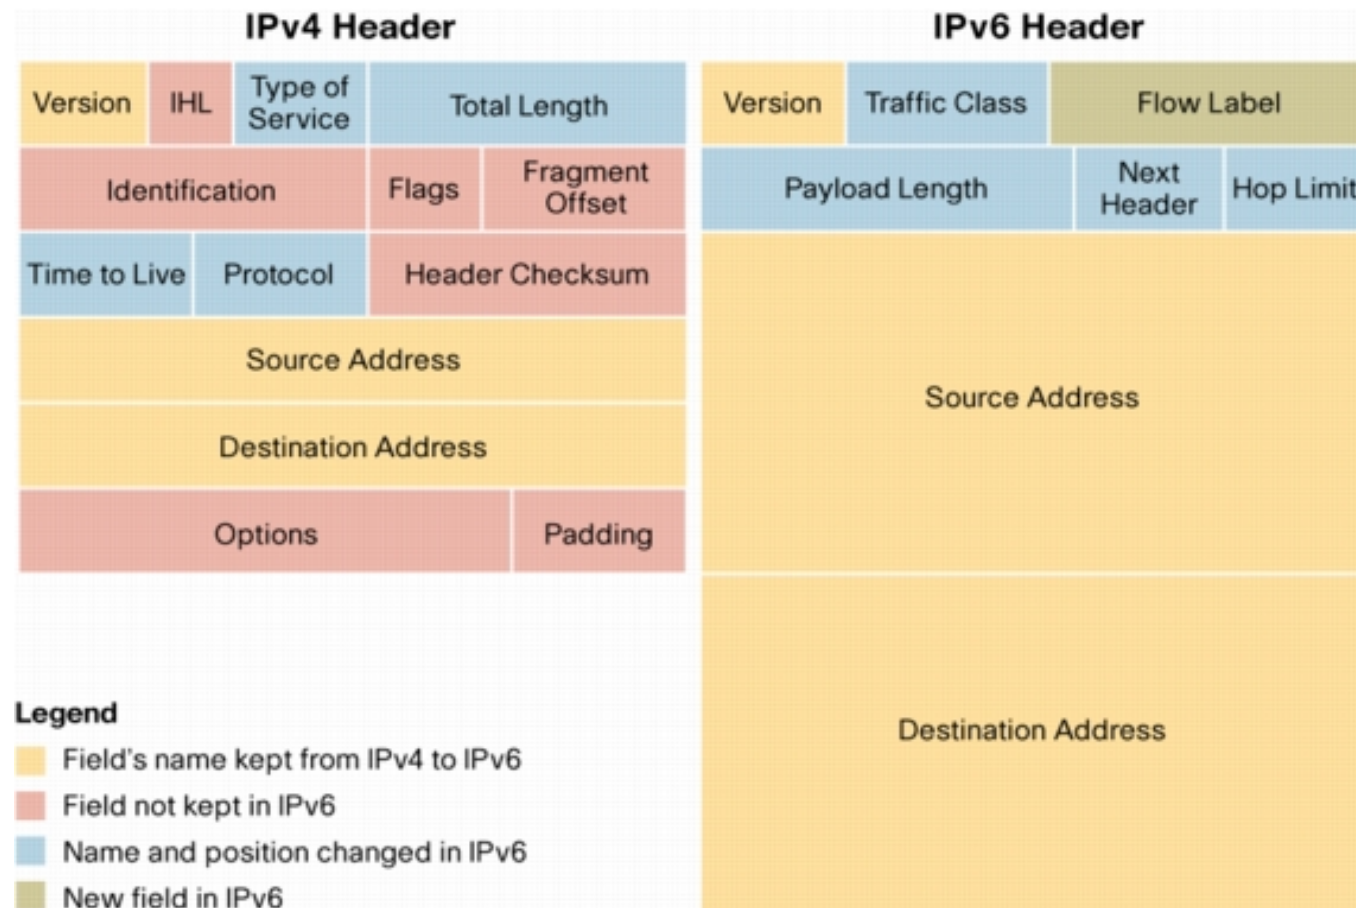 IPv4 Header
IPv6 Header
Version
IHL
Type of
Service
Total Length
Version
Traffic Class
Flow Label
Identification
Flags
Fragment
Offset
Payload Length
Next
Header
Hop Limit
Time to Live
Protocol
Header Checksum
Source Address
Destination Address
Options
Padding
Source Address
Destination Address
Legend
Field's name kept from IPv4 to IPv6
Field not kept in IPv6
Name and position changed in IPv6
New field in IPv6